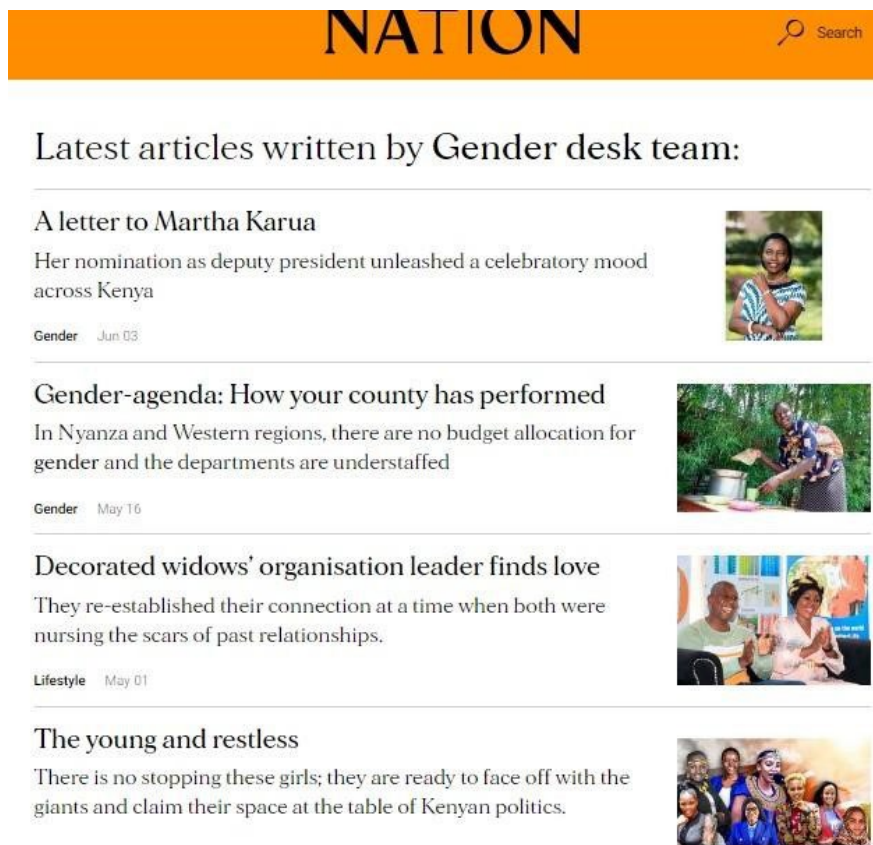 NATION
Search
Latest articles written by Gender desk team:
A letter to Martha Karua
Her nomination as deputy president unleashed a celebratory mood
across Kenya
Gender Jun 03
Gender-agenda: How your county has performed
In Nyanza and Western regions, there are no budget allocation for
gender and the departments are understaffed
Gender May 16
Decorated widows' organisation leader finds love
They re-established their connection at a time when both were
nursing the scars of past relationships.
Lifestyle May 01
The young and restless
There is no stopping these girls; they are ready to face off with the
giants and claim their space at the table of Kenyan politics.